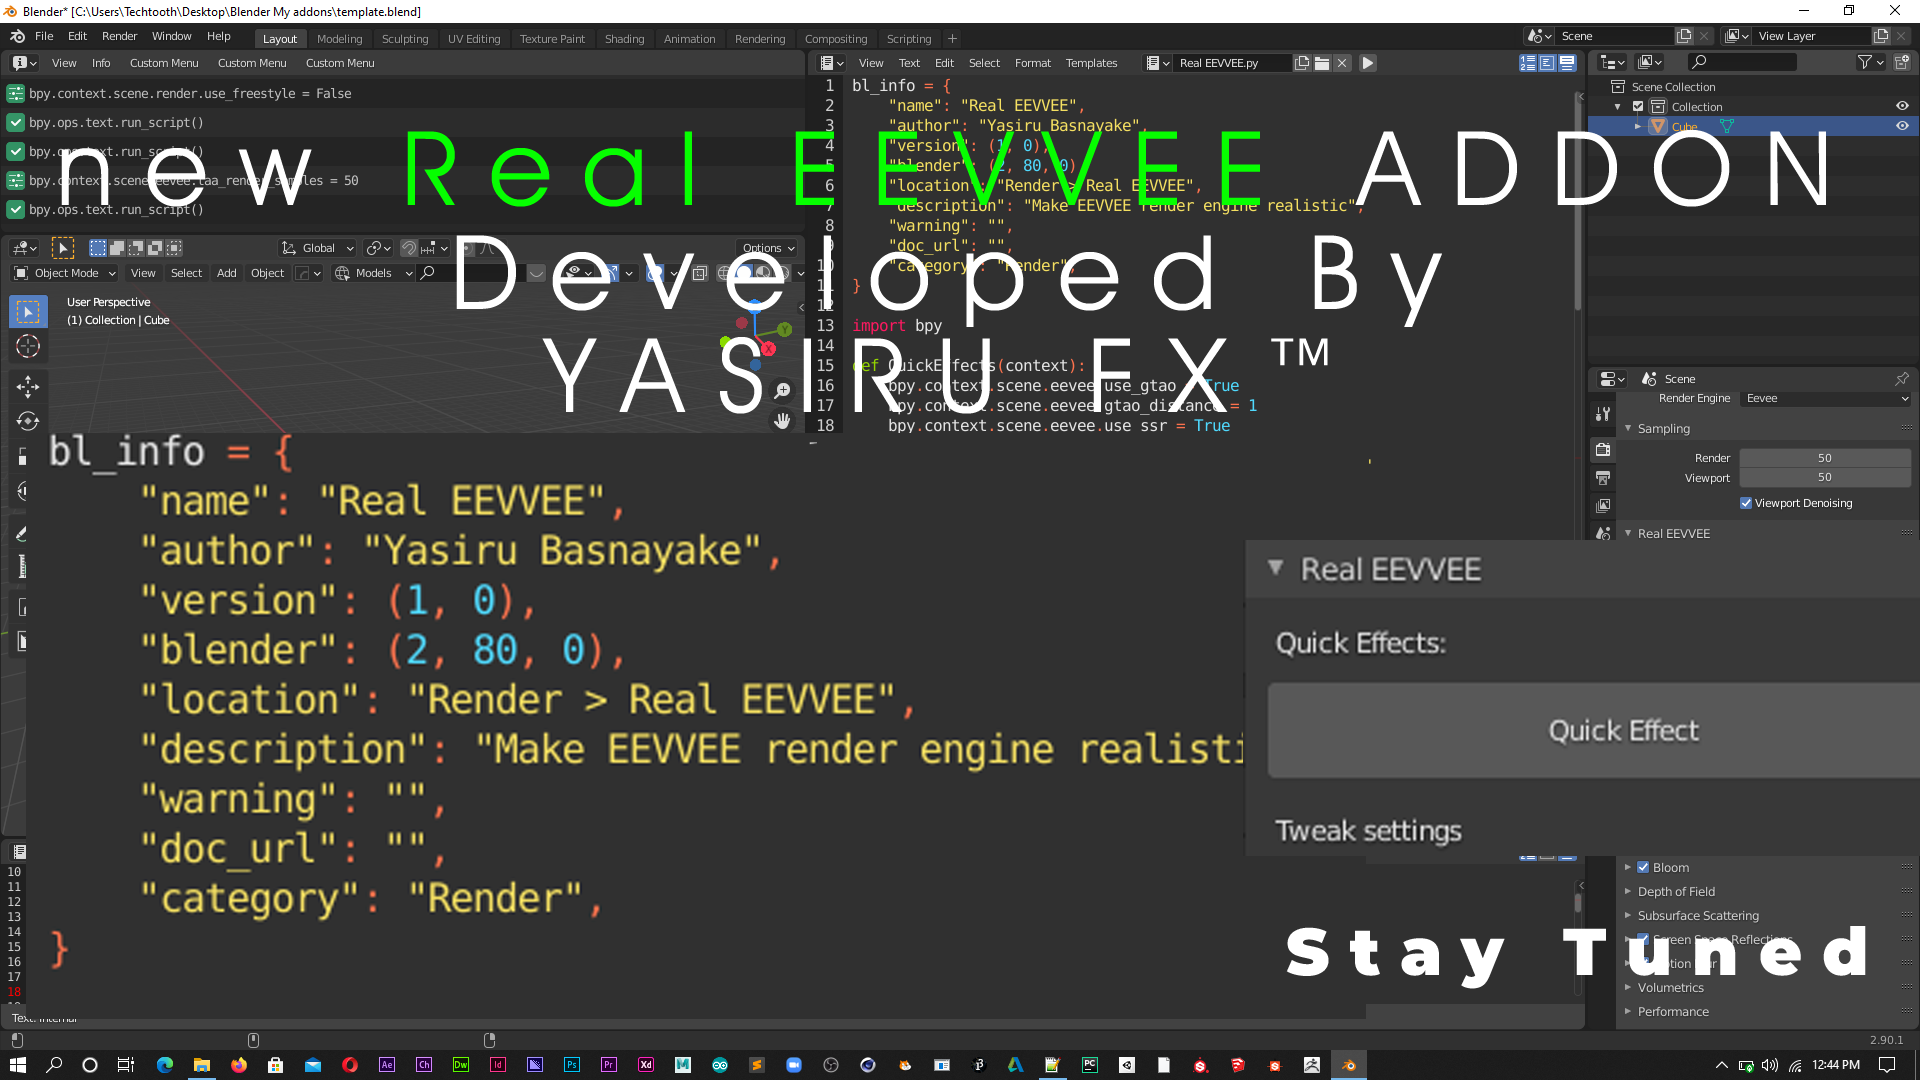 Blender* [C:\Users\Techtooth\Desktop\Blender My addons\template.blend]
File Edit Render Window Help Layout Modeling Sculpting UV Editing Texture Paint Shading Animation Rendering Compositing Scripting + Scene View Layer
View Info Custom Menu Custom Menu Custom Menu
bpy.context.scene.render.use_freestyle = False
bpy.ops.text.run_script()
bpy.ops.text.run_script()
bpy.context.scene.eevee.taa_render_samples = 50
bpy.ops.text.run_script()
new Real EEVVEE ADDON
Developed By
YASIRU FX™
Global Options
Object Mode View Select Add Object Models
User Perspective
(1) Collection | Cube
View Text Edit Select Format Templates Real EEVVEE.py
1 bl_info = {
2 "name": "Real EEVVEE",
3 "author": "Yasiru Basnayake",
4 "version": (1, 0),
5 "blender": (2, 80, 0)
6 "location": "Render > Real EEVVEE",
7 "description": "Make EEVVEE render engine realistic",
8 "warning": "",
9 "doc_url": "",
10 "category": "Render",
11 }
12
13 import bpy
14
15 def QuickEffects(context):
16 bpy.context.scene.eevee.use_gtao = True
17 bpy.context.scene.eevee.gtao_distance = 1
18 bpy.context.scene.eevee.use_ssr = True
Scene Collection
Collection
Cube
Scene
Render Engine Eevee
Sampling
Render 50
Viewport 50
Viewport Denoising
Real EEVVEE
bl_info = {
"name": "Real EEVVEE",
"author": "Yasiru Basnayake",
"version": (1, 0),
"blender": (2, 80, 0),
"location": "Render > Real EEVVEE",
"description": "Make EEVVEE render engine realisti
"warning": "",
"doc_url": "",
"category": "Render",
}
Real EEVVEE
Quick Effects:
Quick Effect
Tweak settings
Bloom
Depth of Field
Subsurface Scattering
Screen Space Reflections
Motion Blur
Volumetrics
Performance
Stay Tuned
10
11
12
13
14
15
16
17
18
Text: Internal
2.90.1
Ae Ch Dw Id Ps Pr Xd M PC
12:44 PM